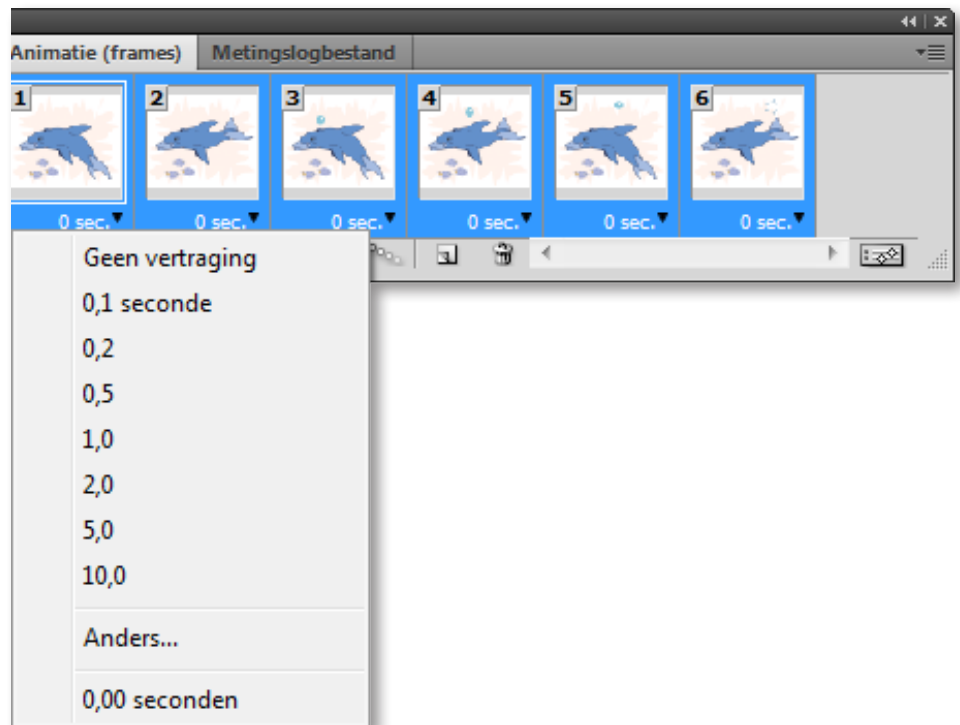 Animatie (frames) Metingslogbestand
1 2 3 4 5 6
0 sec. 0 sec. 0 sec. 0 sec. 0 sec. 0 sec.
Geen vertraging
0,1 seconde
0,2
0,5
1,0
2,0
5,0
10,0
Anders...
0,00 seconden